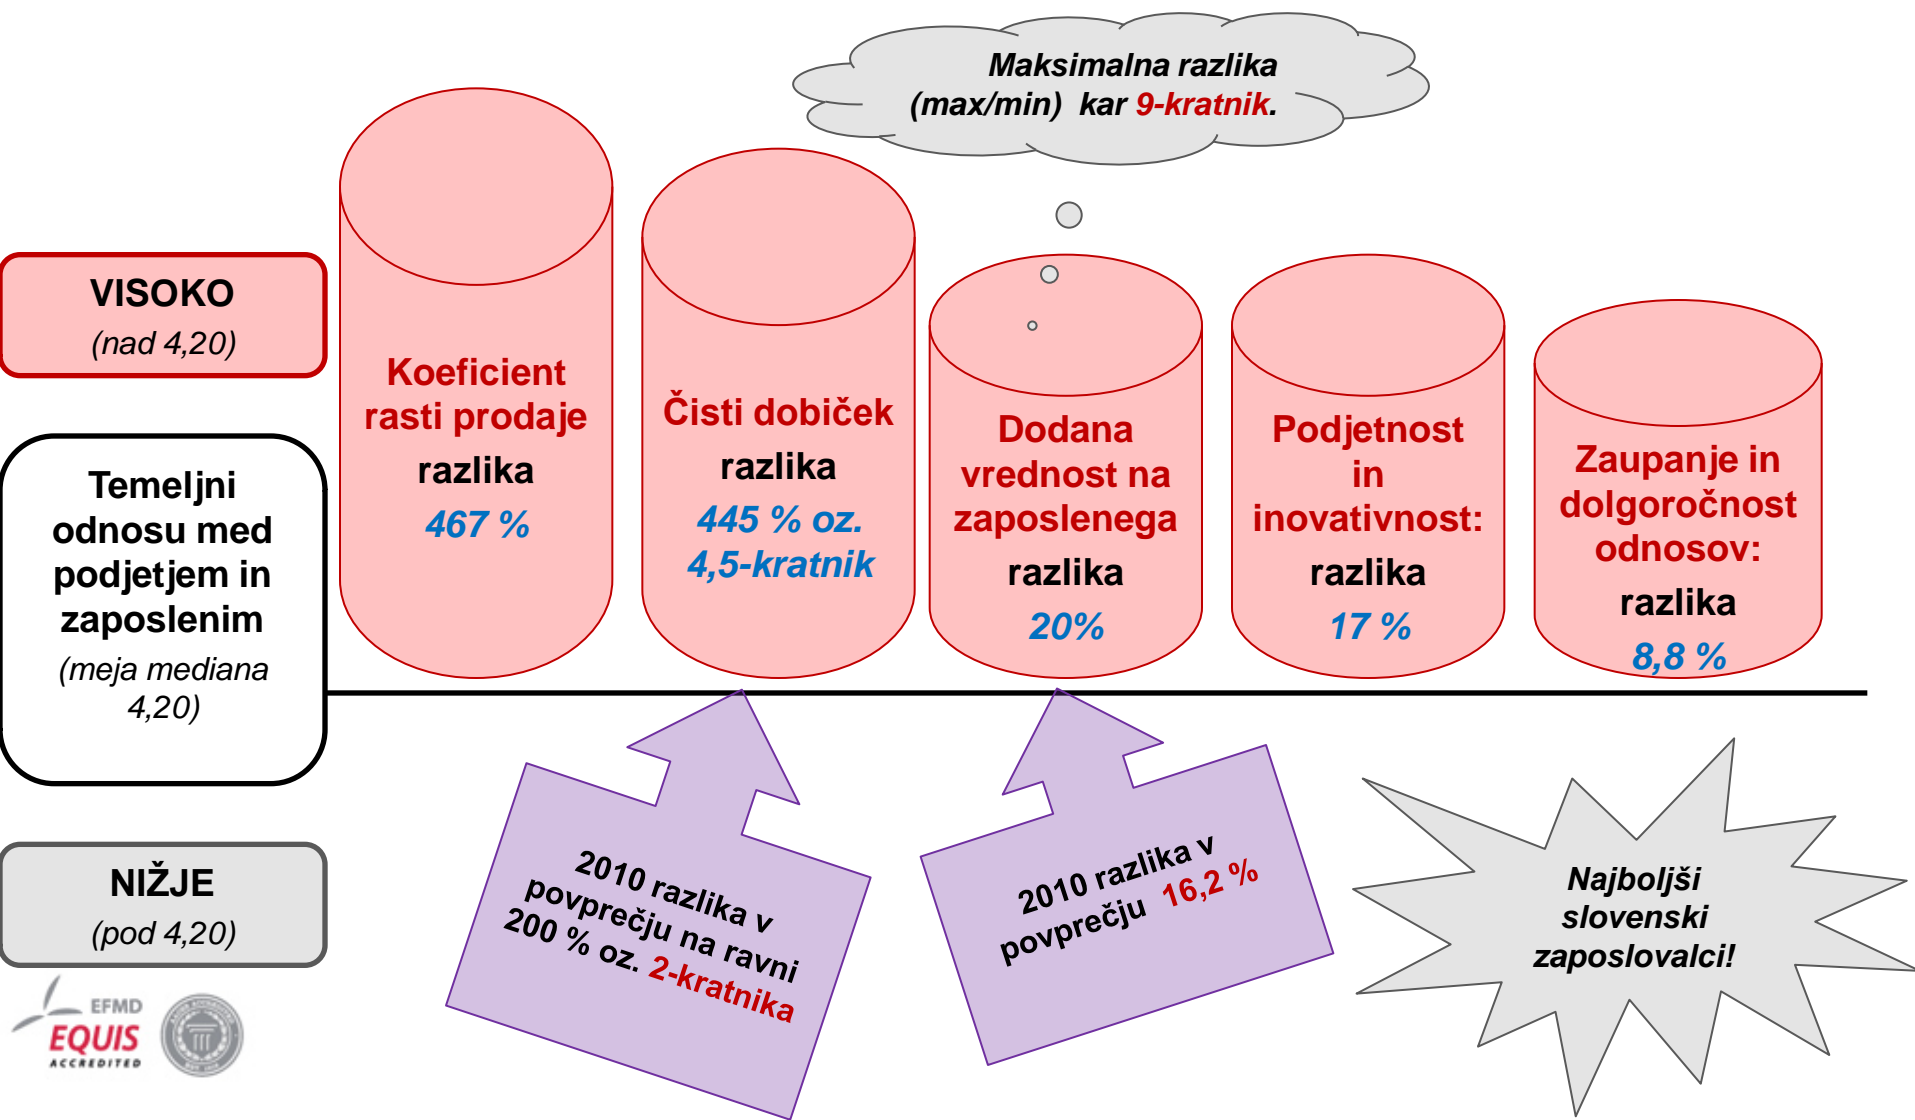 Maksimalna razlika
(max/min) kar 9-kratnik.
VISOKO
(nad 4,20)
Temeljni
odnosu med
podjetjem in
zaposlenim
(meja mediana
4,20)
NIŽJE
(pod 4,20)
Koeficient
rasti prodaje
razlika
467 %
Čisti dobiček
razlika
445 % oz.
4,5-kratnik
Dodana
vrednost na
zaposlenega
razlika
20%
Podjetnost
in
inovativnost:
razlika
17 %
Zaupanje in
dolgoročnost
odnosov:
razlika
8,8 %
2010 razlika v
povprečju na ravni
200 % oz. 2-kratnika
2010 razlika v
povprečju 16,2 %
Najboljši
slovenski
zaposlovalci!
EFMD
EQUIS
ACCREDITED